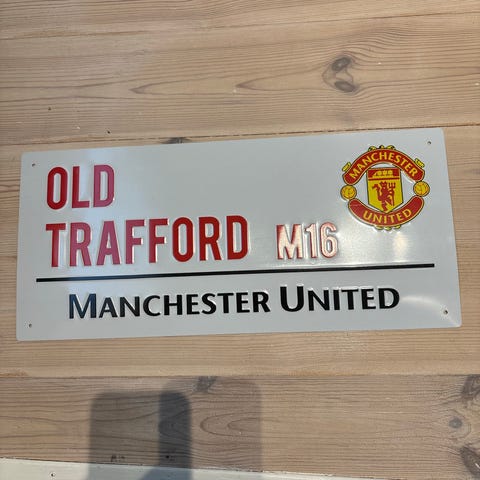 OLD
TRAFFORD M16
MANCHESTER UNITED
MANCHESTER
UNITED